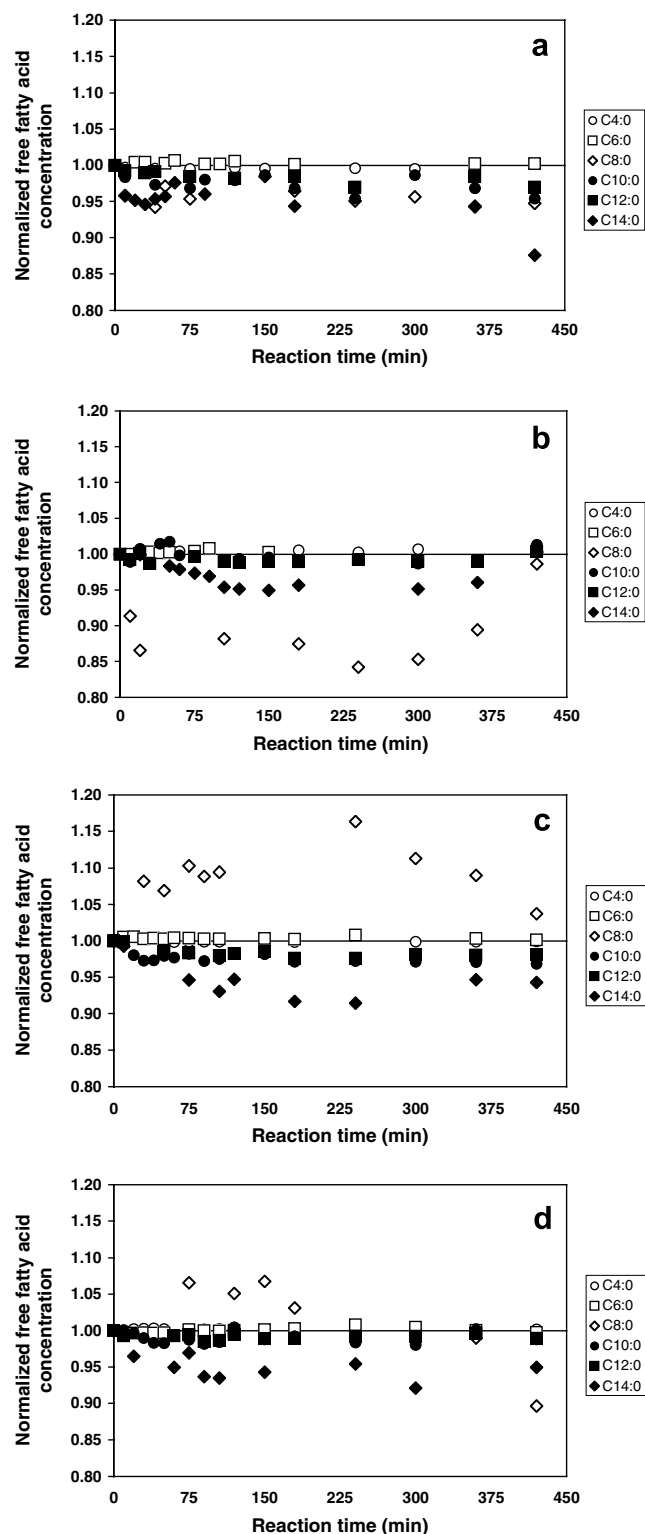 1.20
1.15
1.10
1.05
1.00
0.95
0.90
0.85
0.80
Normalized free fatty acid
concentration
a
C4:0
C6:0
C8:0
C10:0
C12:0
C14:0
0 75 150 225 300 375 450
Reaction time (min)
1.20
1.15
1.10
1.05
1.00
0.95
0.90
0.85
0.80
Normalized free fatty acid
concentration
b
C4:0
C6:0
C8:0
C10:0
C12:0
C14:0
0 75 150 225 300 375 450
Reaction time (min)
1.20
1.15
1.10
1.05
1.00
0.95
0.90
0.85
0.80
Normalized free fatty acid
concentration
c
C4:0
C6:0
C8:0
C10:0
C12:0
C14:0
0 75 150 225 300 375 450
Reaction time (min)
1.20
1.15
1.10
1.05
1.00
0.95
0.90
0.85
0.80
Normalized free fatty acid
concentration
d
C4:0
C6:0
C8:0
C10:0
C12:0
C14:0
0 75 150 225 300 375 450
Reaction time (min)